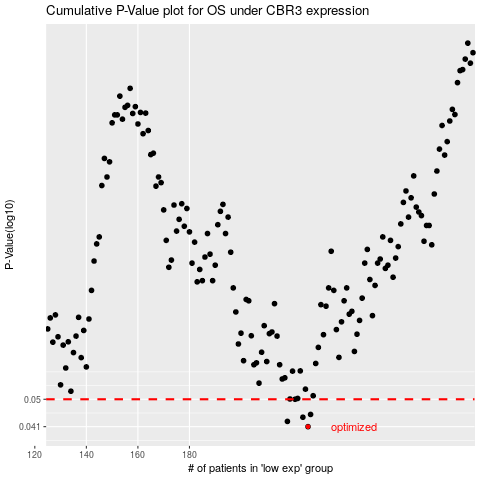 Cumulative P-Value plot for OS under CBR3 expression
P-Value(log10)
0.05
0.041
optimized
120 140 160 180
# of patients in 'low exp' group